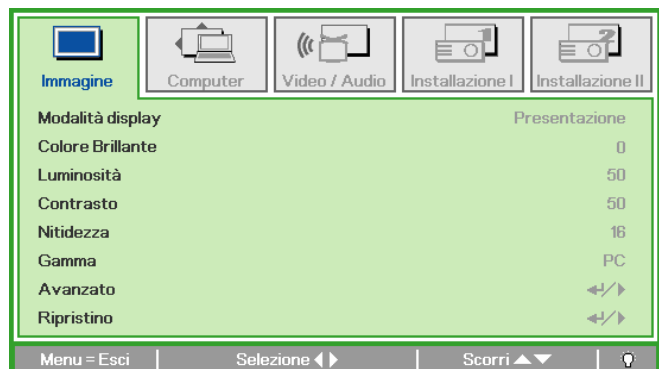 Immagine Computer Video / Audio Installazione I Installazione II
Modalità display Presentazione
Colore Brillante 0
Luminosità 50
Contrasto 50
Nitidezza 16
Gamma PC
Avanzato ↵/▶
Ripristino ↵/▶
Menu = Esci Selezione ◀▶ Scorri ▲▼